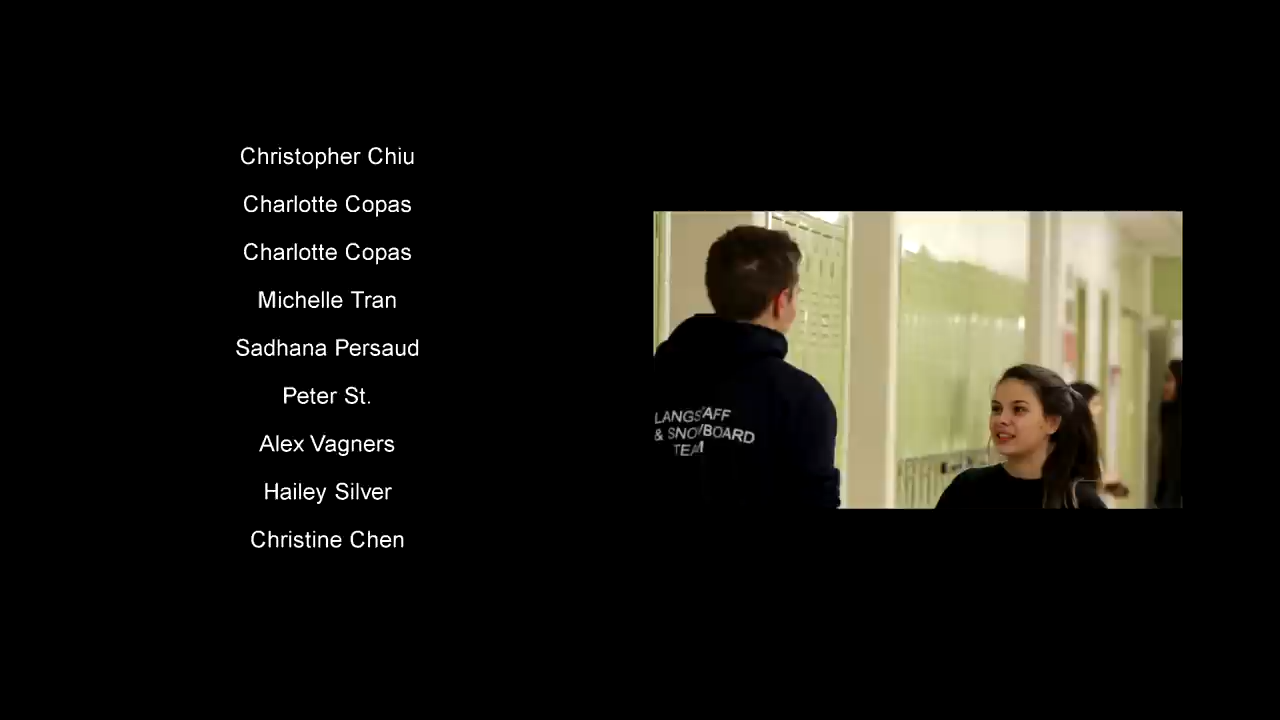 Christopher Chiu
Charlotte Copas
Charlotte Copas
Michelle Tran
Sadhana Persaud
Peter St.
Alex Vagners
Hailey Silver
Christine Chen
LANGSTAFF
& SNOWBOARD
TEAM